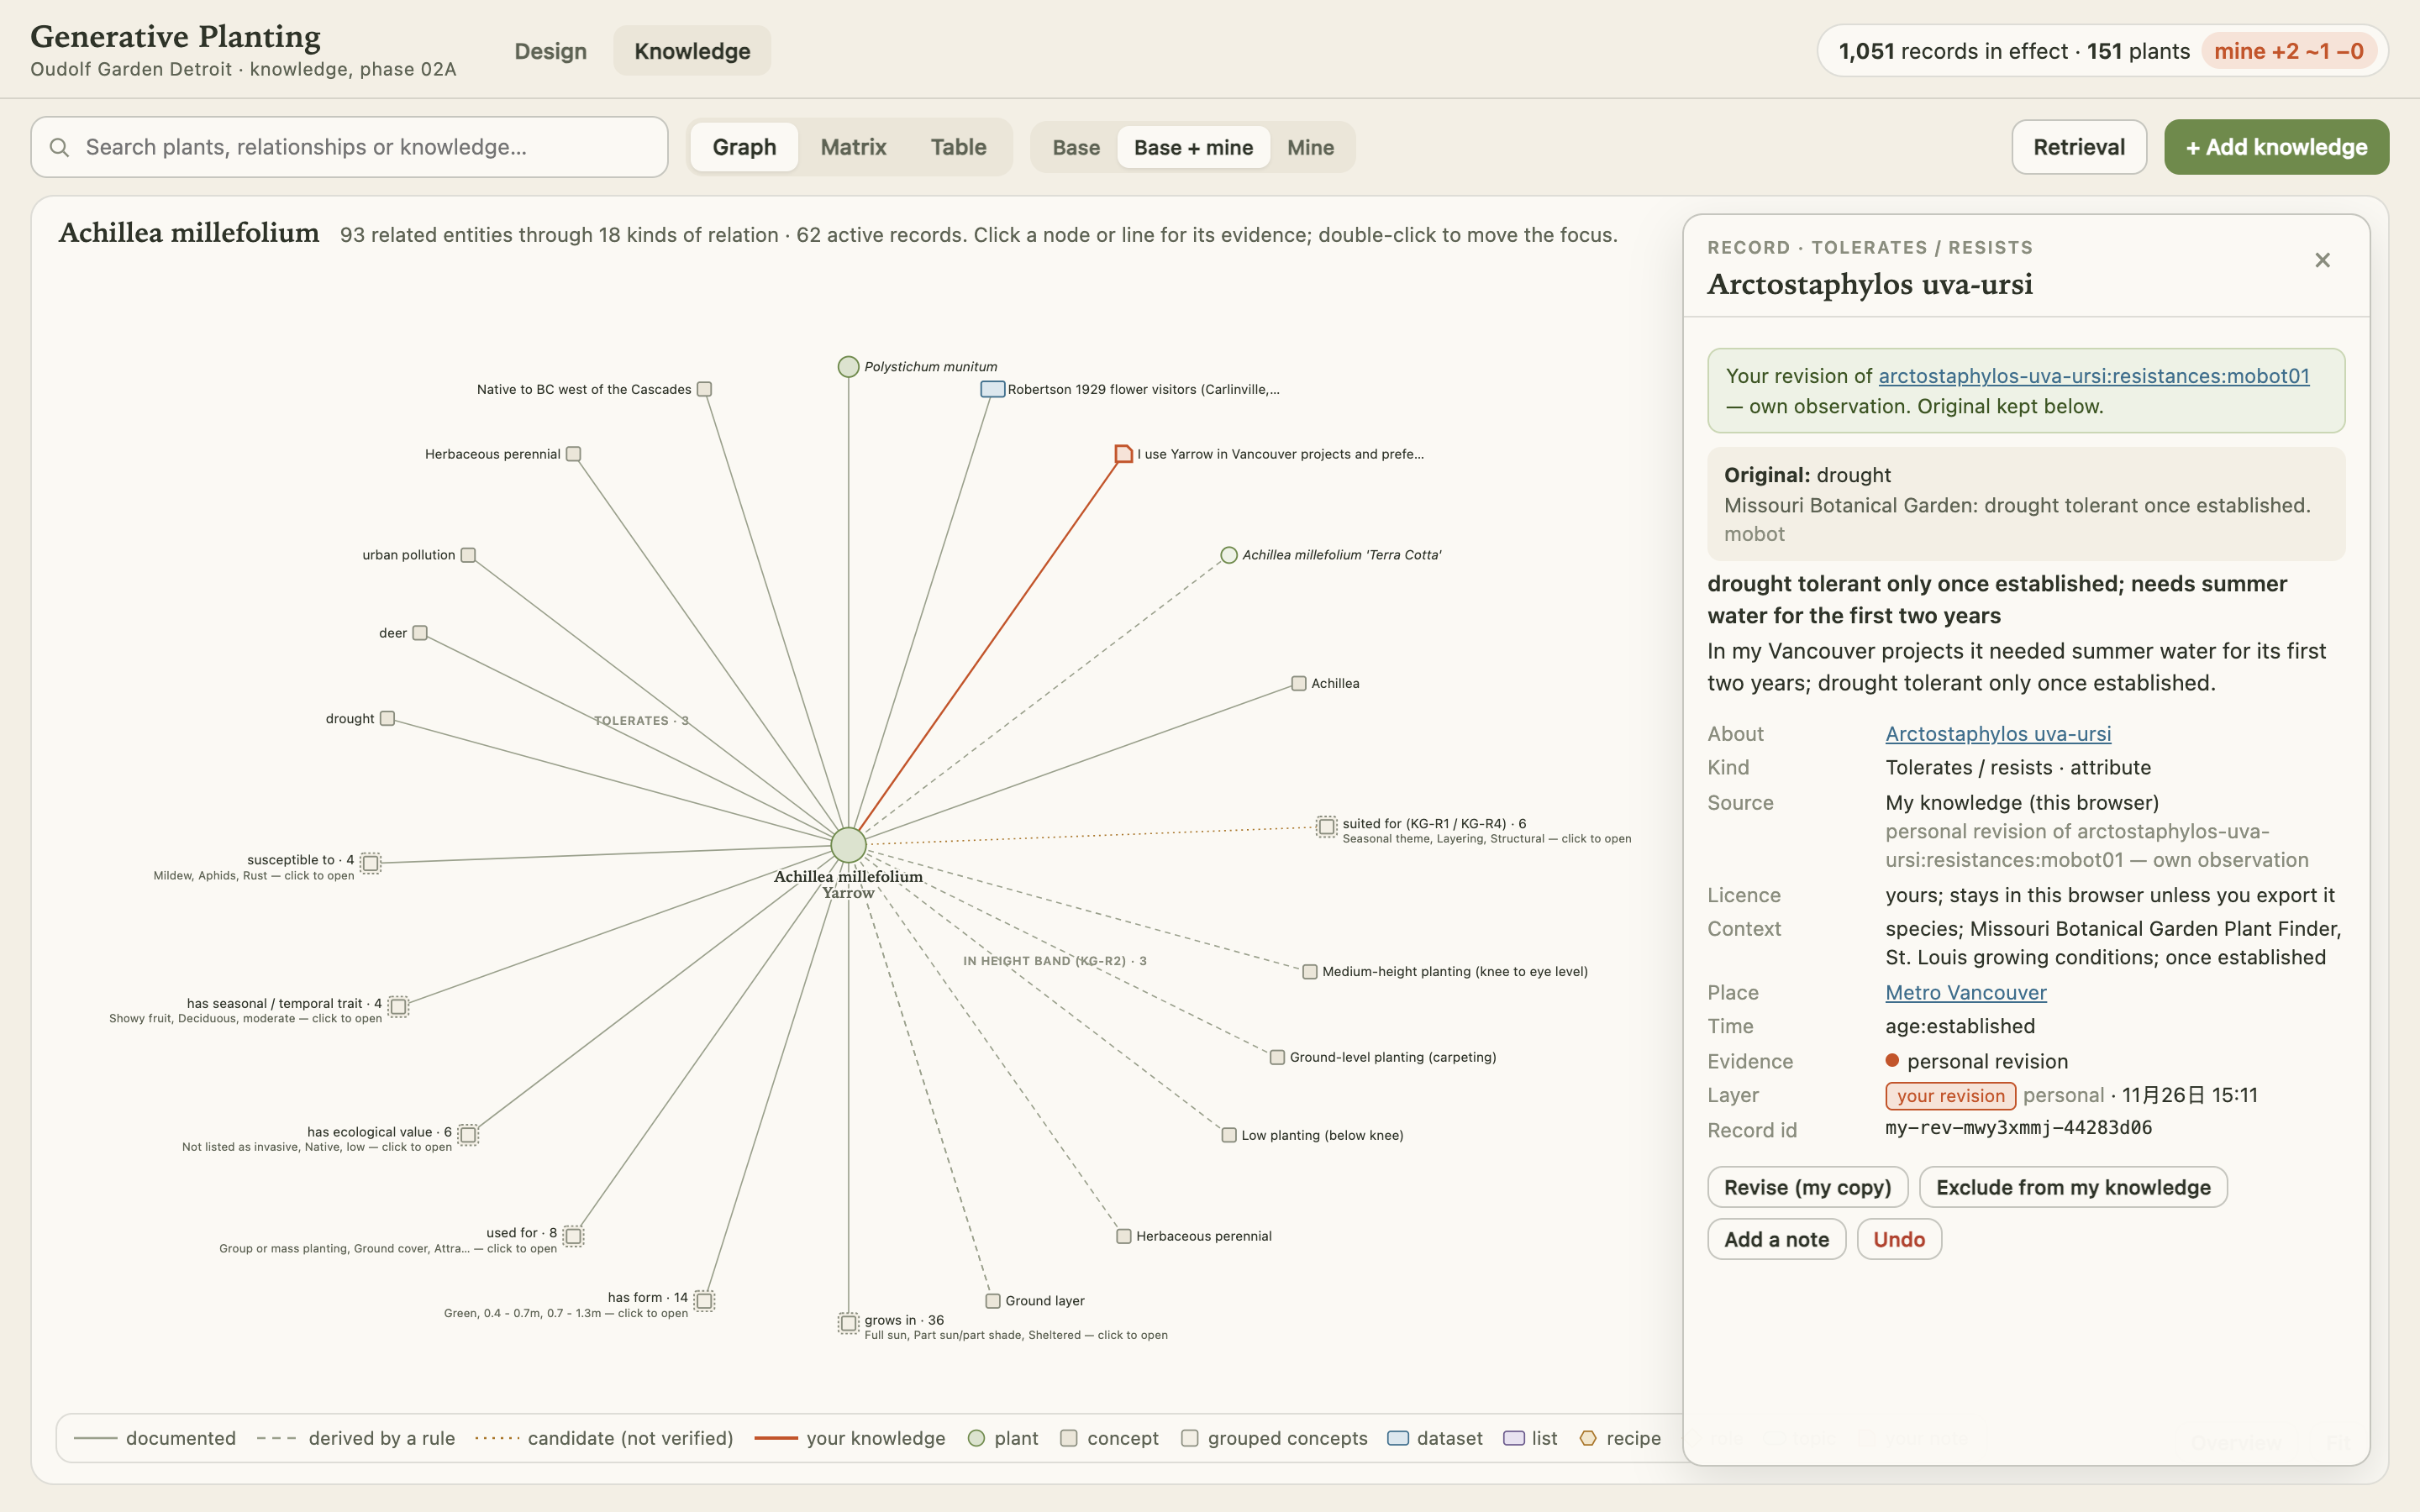 Generative Planting
Oudolf Garden Detroit · knowledge, phase 02A
Design
Knowledge
1,051 records in effect · 151 plants
mine +2 ~1 −0
Search plants, relationships or knowledge...
Graph
Matrix
Table
Base
Base + mine
Mine
Retrieval
+ Add knowledge
Achillea millefolium
93 related entities through 18 kinds of relation · 62 active records. Click a node or line for its evidence; double-click to move the focus.
Polystichum munitum
Native to BC west of the Cascades
Robertson 1929 flower visitors (Carlinville,...
Herbaceous perennial
I use Yarrow in Vancouver projects and prefe...
urban pollution
Achillea millefolium 'Terra Cotta'
deer
Achillea
drought
TOLERATES · 3
suited for (KG-R1 / KG-R4) · 6
Seasonal theme, Layering, Structural — click to open
susceptible to · 4
Mildew, Aphids, Rust — click to open
Achillea millefolium
Yarrow
IN HEIGHT BAND (KG-R2) · 3
Medium-height planting (knee to eye level)
has seasonal / temporal trait · 4
Showy fruit, Deciduous, moderate — click to open
Ground-level planting (carpeting)
has ecological value · 6
Not listed as invasive, Native, low — click to open
Low planting (below knee)
used for · 8
Group or mass planting, Ground cover, Attra... — click to open
Herbaceous perennial
has form · 14
Green, 0.4 - 0.7m, 0.7 - 1.3m — click to open
Ground layer
grows in · 36
Full sun, Part sun/part shade, Sheltered — click to open
documented
derived by a rule
candidate (not verified)
your knowledge
plant
concept
grouped concepts
dataset
list
recipe
RECORD · TOLERATES / RESISTS
Arctostaphylos uva-ursi
×
Your revision of arctostaphylos-uva-ursi:resistances:mobot01
— own observation. Original kept below.
Original: drought
Missouri Botanical Garden: drought tolerant once established.
mobot
drought tolerant only once established; needs summer
water for the first two years
In my Vancouver projects it needed summer water for its first
two years; drought tolerant only once established.
About
Arctostaphylos uva-ursi
Kind
Tolerates / resists · attribute
Source
My knowledge (this browser)
personal revision of arctostaphylos-uva-
ursi:resistances:mobot01 — own observation
Licence
yours; stays in this browser unless you export it
Context
species; Missouri Botanical Garden Plant Finder,
St. Louis growing conditions; once established
Place
Metro Vancouver
Time
age:established
Evidence
personal revision
Layer
your revision personal · 11月26日 15:11
Record id
my-rev-mwy3xmmj-44283d06
Revise (my copy)
Exclude from my knowledge
Add a note
Undo
Overview
Fit